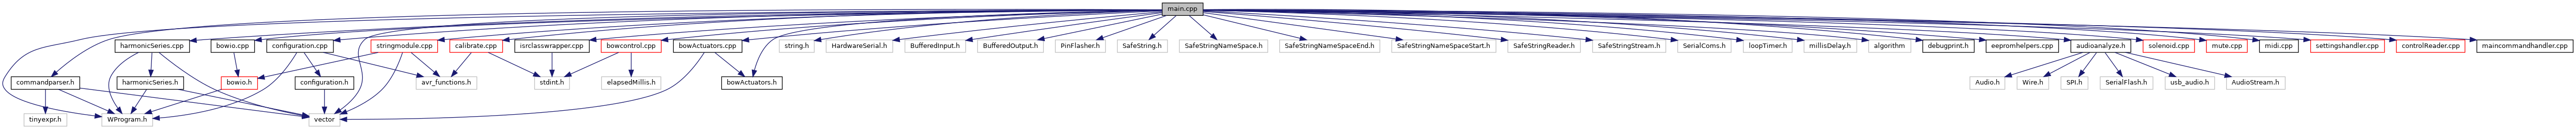 main.cpp
harmonicSeries.cpp bowio.cpp configuration.cpp stringmodule.cpp calibrate.cpp isrclasswrapper.cpp bowcontrol.cpp bowActuators.cpp string.h HardwareSerial.h BufferedInput.h BufferedOutput.h PinFlasher.h SafeString.h SafeStringNameSpace.h SafeStringNameSpaceEnd.h SafeStringNameSpaceStart.h SafeStringReader.h SafeStringStream.h SerialComs.h loopTimer.h millisDelay.h algorithm debugprint.h eepromhelpers.cpp audioanalyze.h solenoid.cpp mute.cpp midi.cpp settingshandler.cpp controlReader.cpp maincommandhandler.cpp
commandparser.h harmonicSeries.h bowio.h configuration.h avr_functions.h stdint.h elapsedMillis.h bowActuators.h Audio.h Wire.h SPI.h SerialFlash.h usb_audio.h AudioStream.h
tinyexpr.h WProgram.h vector